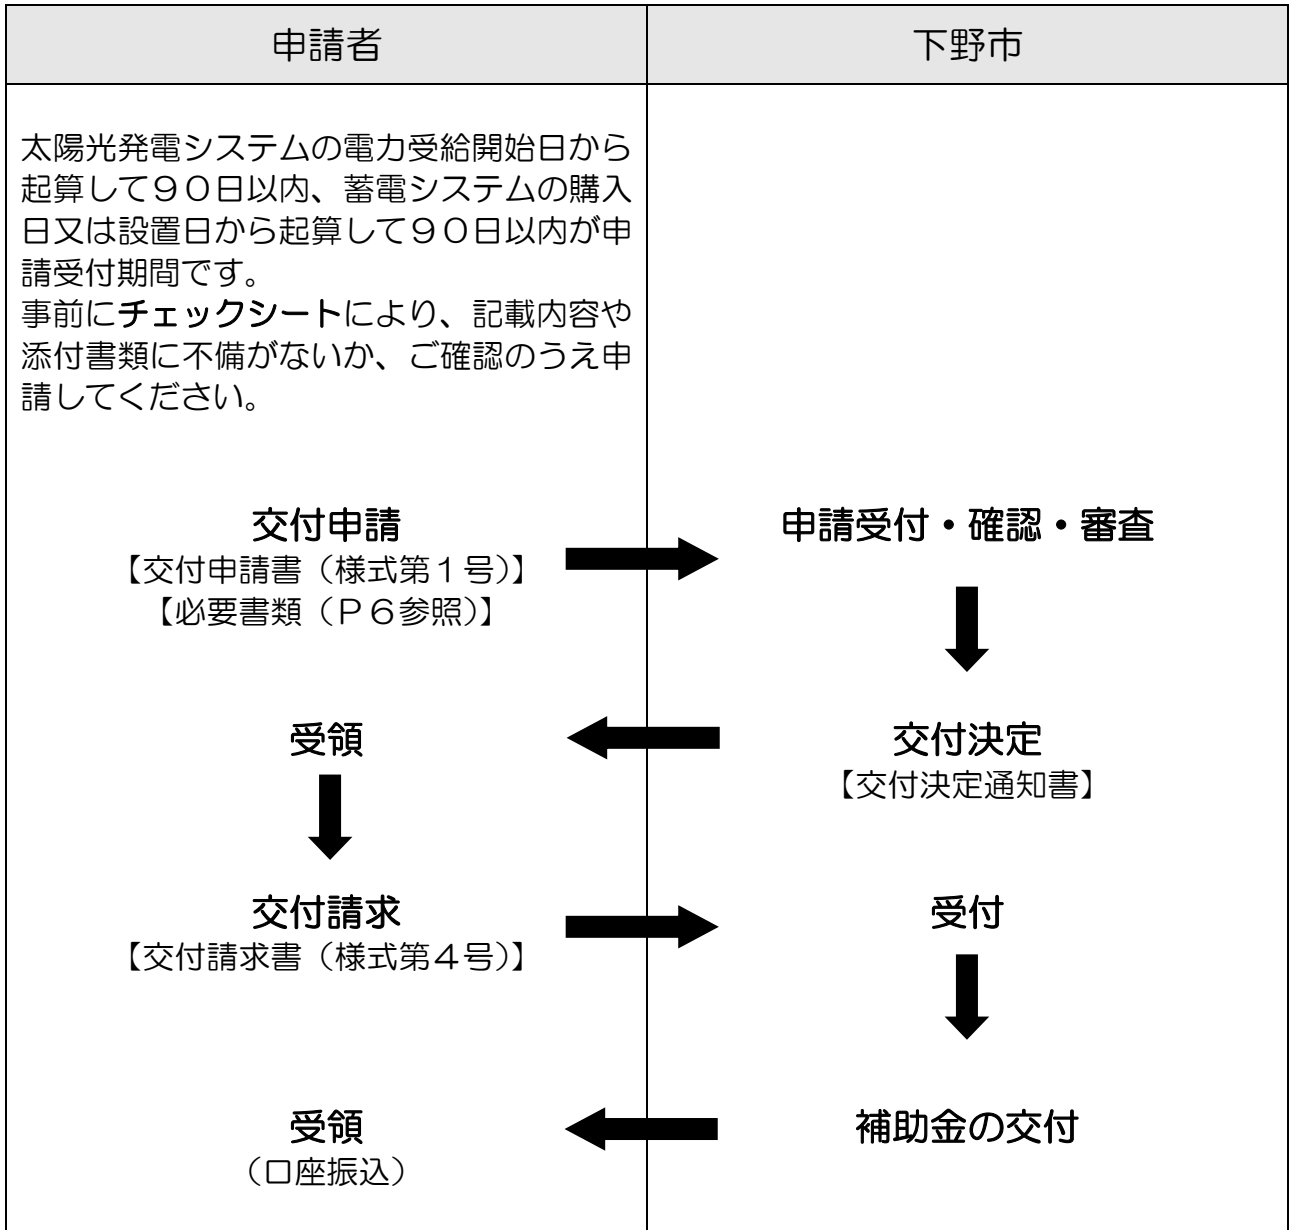 申請者
下野市
太陽光発電システムの電力受給開始日から
起算して９０日以内、蓄電システムの購入
日又は設置日から起算して９０日以内が申
請受付期間です。
事前にチェックシートにより、記載内容や
添付書類に不備がないか、ご確認のうえ申
請してください。
交付申請
【交付申請書（様式第１号）】
【必要書類（Ｐ６参照）】
申請受付・確認・審査
交付決定
【交付決定通知書】
受領
交付請求
【交付請求書（様式第４号）】
受付
補助金の交付
受領
（口座振込）